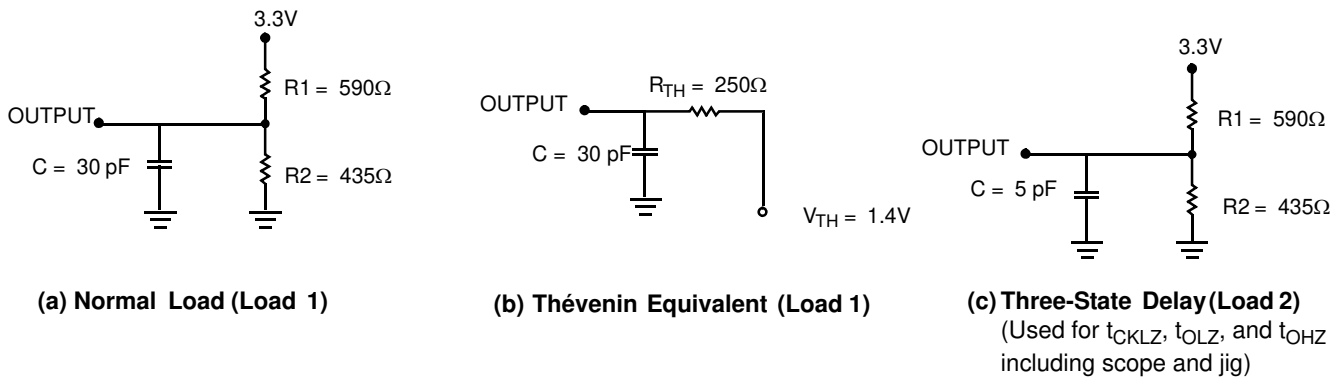 3.3V
R1 = 590Ω
OUTPUT
C = 30 pF
R2 = 435Ω
(a) Normal Load (Load 1)
RTH = 250Ω
OUTPUT
C = 30 pF
VTH = 1.4V
(b) Thévenin Equivalent (Load 1)
3.3V
R1 = 590Ω
OUTPUT
C = 5 pF
R2 = 435Ω
(c) Three-State Delay (Load 2)
(Used for tCKLZ, tOLZ, and tOHZ
including scope and jig)